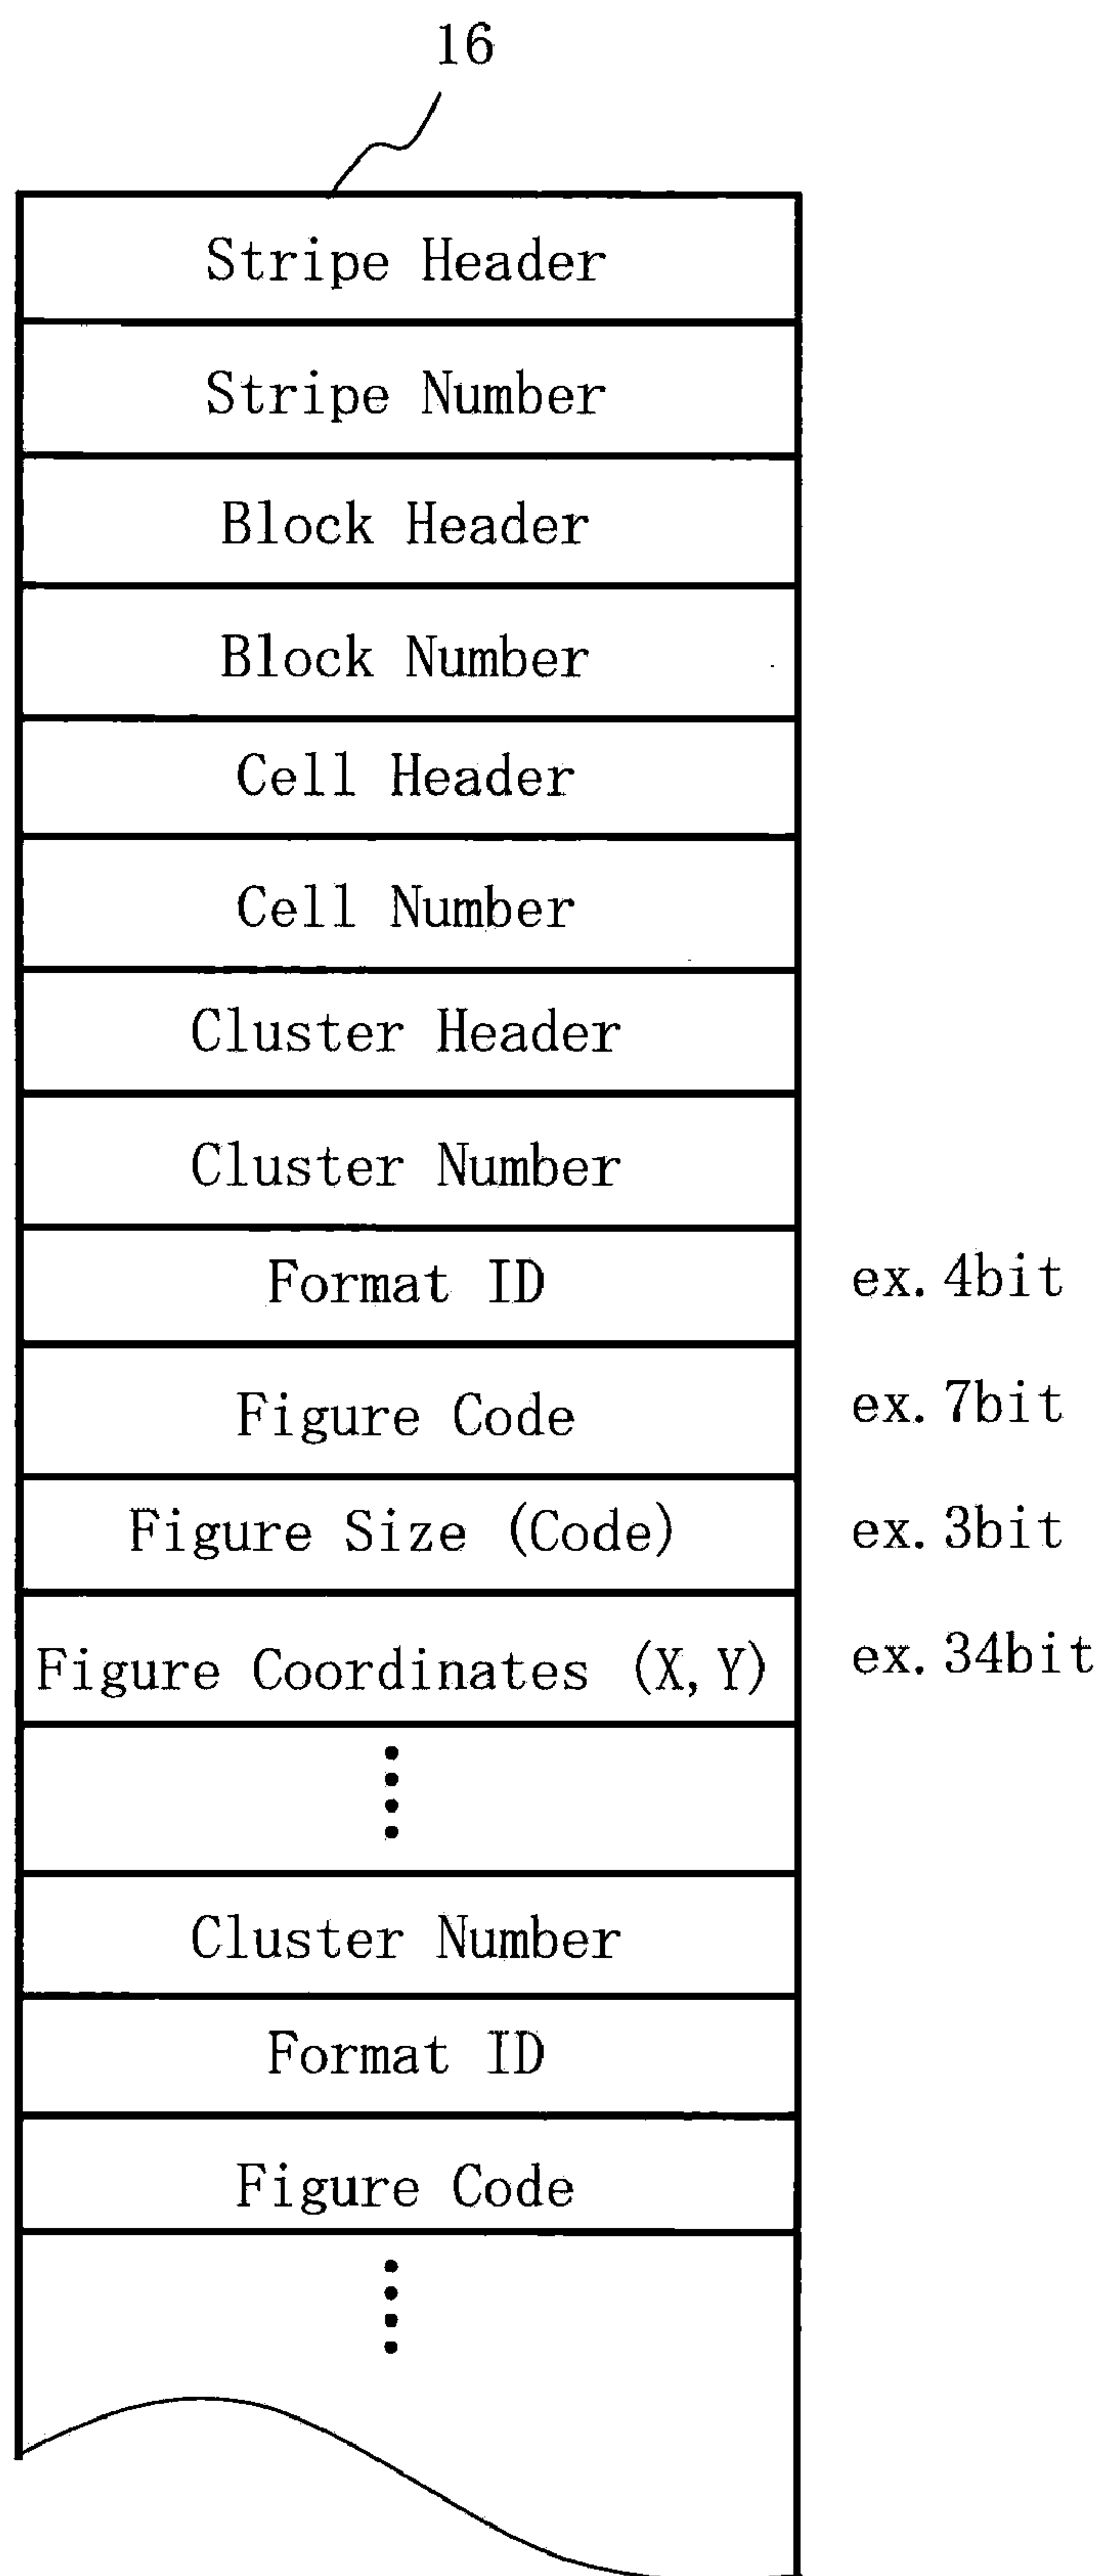 16
Stripe Header
Stripe Number
Block Header
Block Number
Cell Header
Cell Number
Cluster Header
Cluster Number
Format ID ex. 4bit
Figure Code ex. 7bit
Figure Size (Code) ex. 3bit
Figure Coordinates (X, Y) ex. 34bit
Cluster Number
Format ID
Figure Code